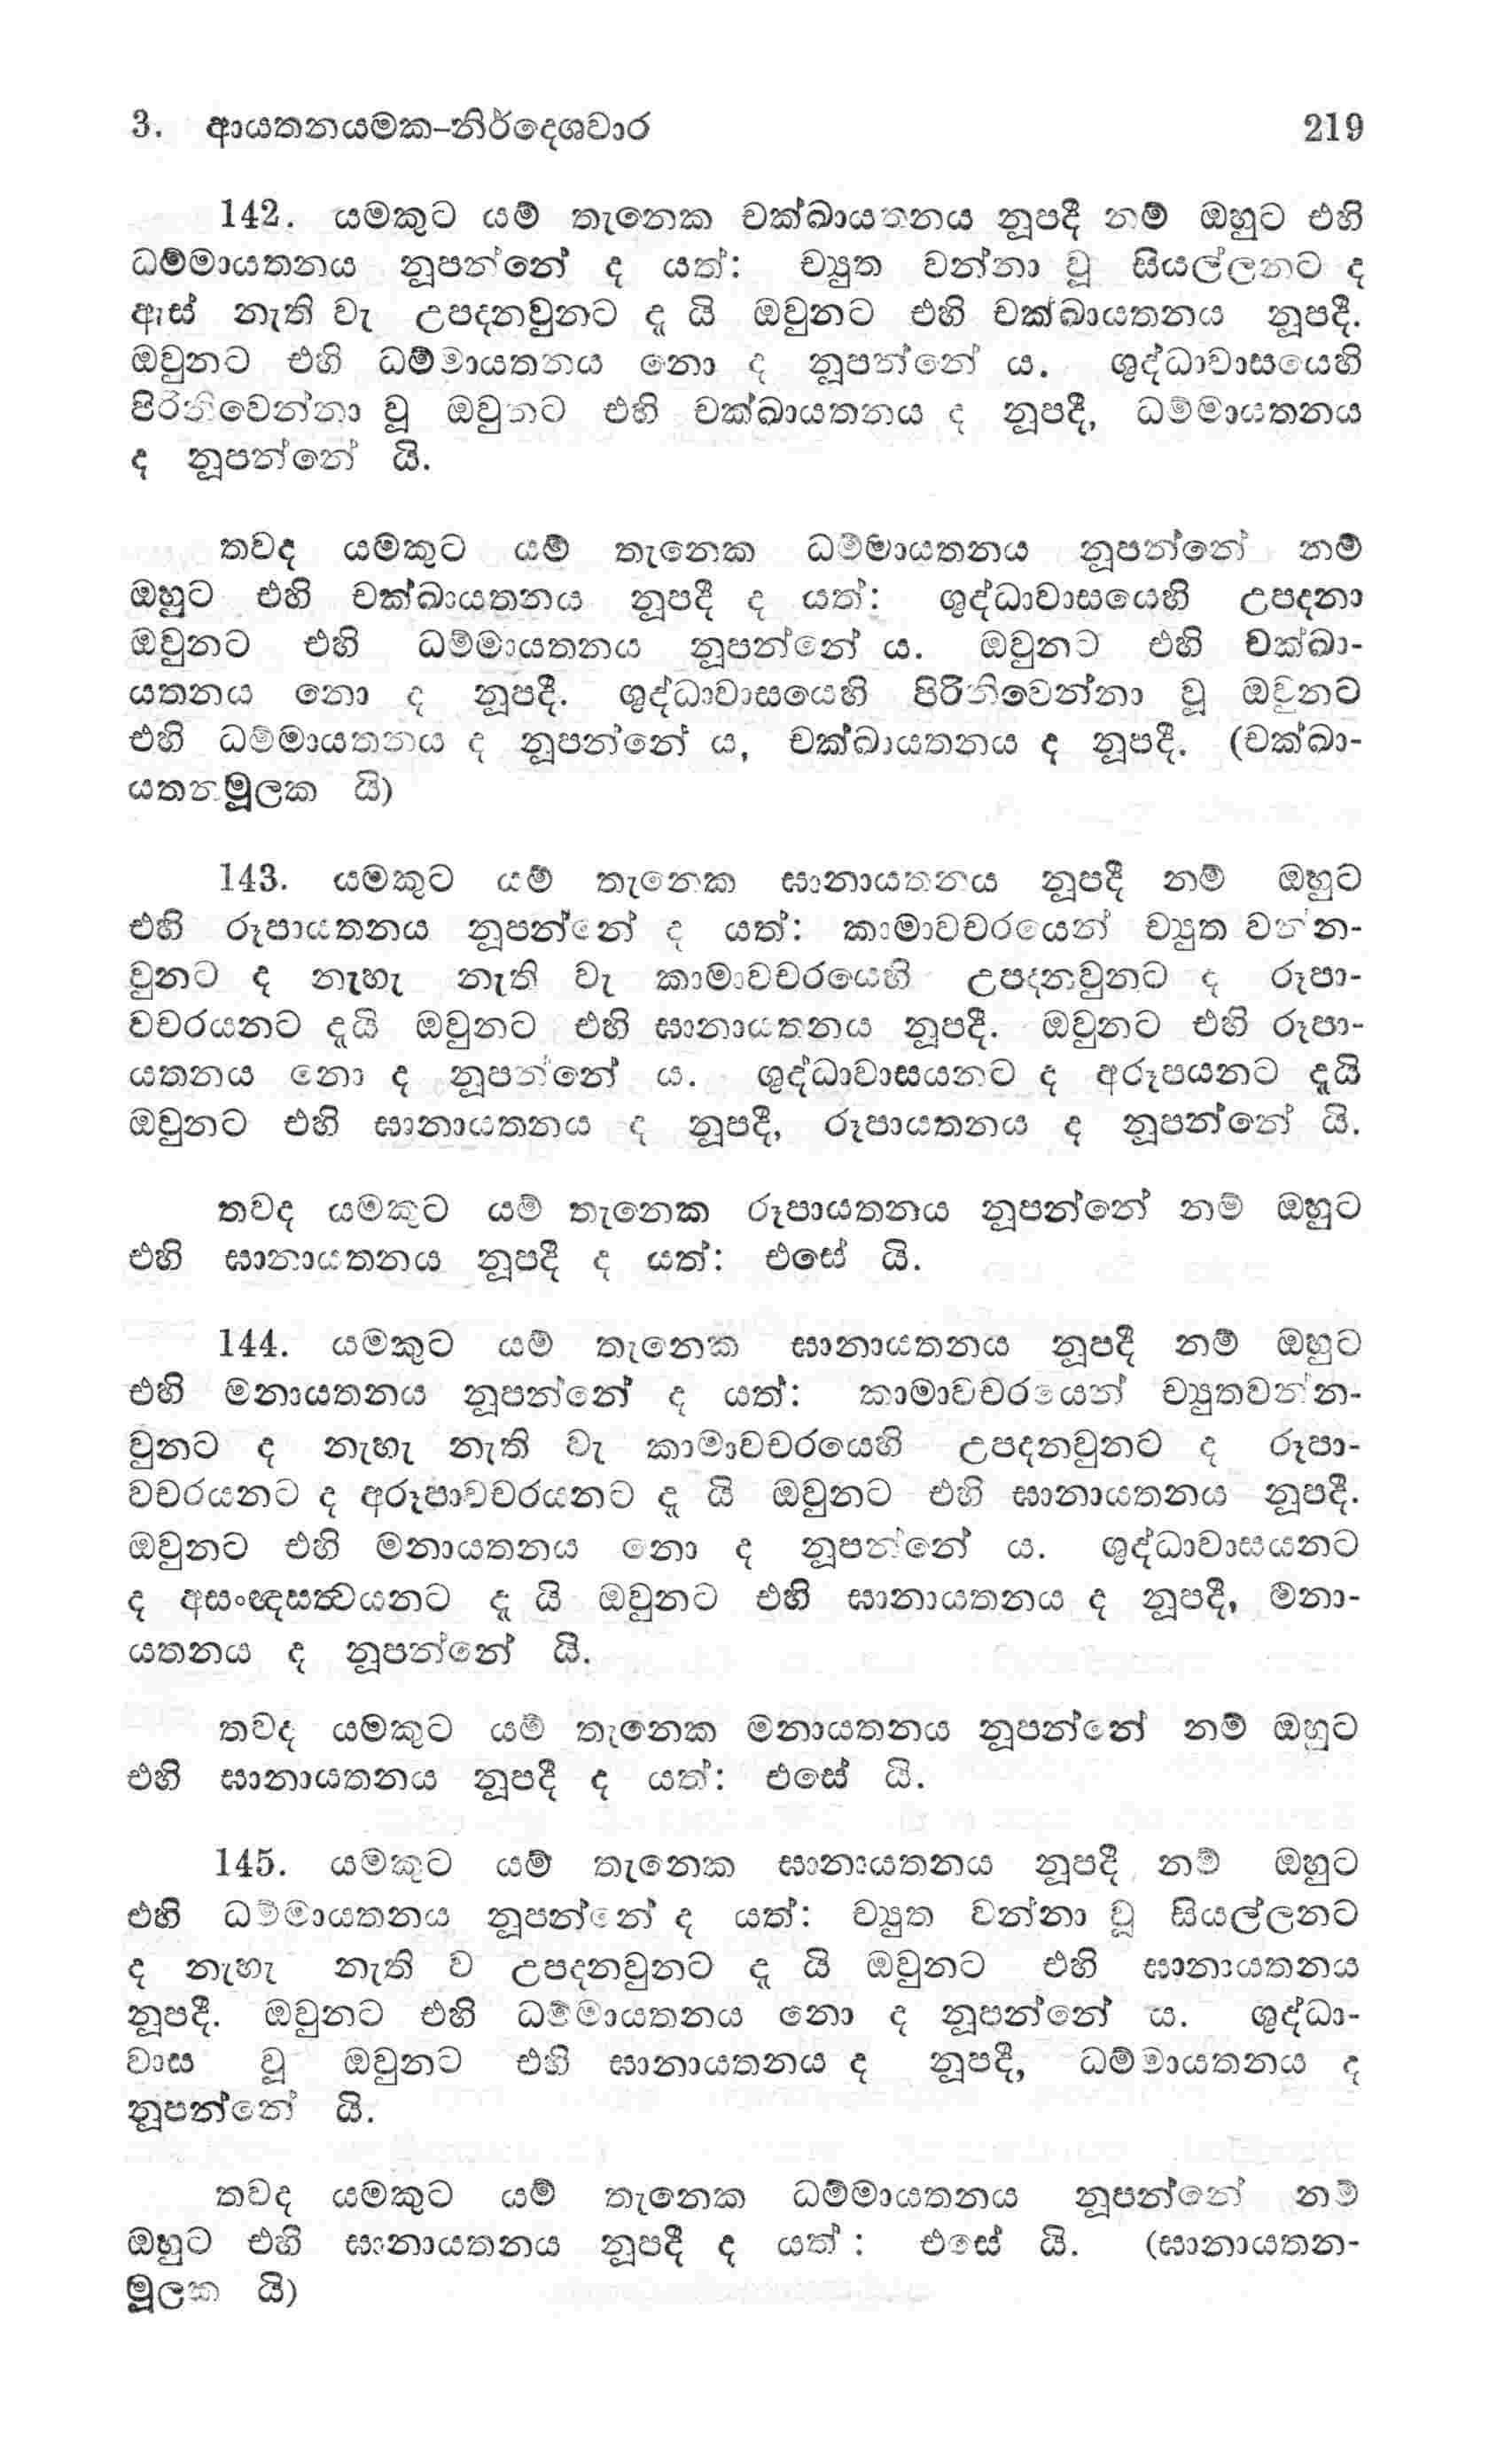 3. ආයතනයමක–නිර්දෙශවාර 219
142. යමකුට යම් තැනෙක චක්ඛායතනය නූපදී නම් ඔහුට එහි
ධම්මායතනය නූපන්නේ ද යත්: ච්‍යුත වන්නා වූ සියල්ලනට ද
ඇස් නැති වැ උපදනවුනට දැ යි ඔවුනට එහි චක්ඛායතනය නූපදී.
ඔවුනට එහි ධම්මායතනය නො ද නූපන්නේ ය. ශුද්ධාවාසයෙහි
පිරිනිවෙන්නා වූ ඔවුනට එහි චක්ඛායතනය ද නූපදී, ධම්මායතනය
ද නූපන්නේ යි.
තවද යමකුට යම් තැනෙක ධම්මායතනය නූපන්නේ නම්
ඔහුට එහි චක්ඛායතනය නූපදී ද යත්: ශුද්ධාවාසයෙහි උපදනා
ඔවුනට එහි ධම්මායතනය නූපන්නේ ය. ඔවුනට එහි චක්ඛා-
යතනය නො ද නූපදී. ශුද්ධාවාසයෙහි පිරිනිවෙන්නා වූ ඔවුනට
එහි ධම්මායතනය ද නූපන්නේ ය, චක්ඛායතනය ද නූපදී. (චක්ඛා-
යතනමූලක යි)
143. යමකුට යම් තැනෙක ඝානායතනය නූපදී නම් ඔහුට
එහි රූපායතනය නූපන්නේ ද යත්: කාමාවචරයෙන් ච්‍යුත වන්න-
වුනට ද නැහැ නැති වැ කාමාවචරයෙහි උපදනවුනට ද රූපා-
වචරයනට දැයි ඔවුනට එහි ඝානායතනය නූපදී. ඔවුනට එහි රූපා-
යතනය නො ද නූපන්නේ ය. ශුද්ධාවාසයනට ද අරූපයනට දැයි
ඔවුනට එහි ඝානායතනය ද නූපදී, රූපායතනය ද නූපන්නේ යි.
තවද යමකුට යම් තැනෙක රූපායතනය නූපන්නේ නම් ඔහුට
එහි ඝානායතනය නූපදී ද යත්: එසේ යි.
144. යමකුට යම් තැනෙක ඝානායතනය නූපදී නම් ඔහුට
එහි මනායතනය නූපන්නේ ද යත්: කාමාවචරයෙන් ච්‍යුතවන්න-
වුනට ද නැහැ නැති වැ කාමාවචරයෙහි උපදනවුනට ද රූපා-
වචරයනට ද අරූපාවචරයනට දැ යි ඔවුනට එහි ඝානායතනය නූපදී.
ඔවුනට එහි මනායතනය නො ද නූපන්නේ ය. ශුද්ධාවාසයනට
ද අසංඥසත්‍වයනට දැ යි ඔවුනට එහි ඝානායතනය ද නූපදී, මනා-
යතනය ද නූපන්නේ යි.
තවද යමකුට යම් තැනෙක මනායතනය නූපන්නේ නම් ඔහුට
එහි ඝානායතනය නූපදී ද යත්: එසේ යි.
145. යමකුට යම් තැනෙක ඝානායතනය නූපදී නම් ඔහුට
එහි ධම්මායතනය නූපන්නේ ද යත්: ච්‍යුත වන්නා වූ සියල්ලනට
ද නැහැ නැති ව උපදනවුනට දැ යි ඔවුනට එහි ඝානායතනය
නූපදී. ඔවුනට එහි ධම්මායතනය නො ද නූපන්නේ ය. ශුද්ධා-
වාස වූ ඔවුනට එහි ඝානායතනය ද නූපදී, ධම්මායතනය ද
නූපන්නේ යි.
තවද යමකුට යම් තැනෙක ධම්මායතනය නූපන්නේ නම්
ඔහුට එහි ඝානායතනය නූපදී ද යත්: එසේ යි. (ඝානායතන-
මූලක යි)